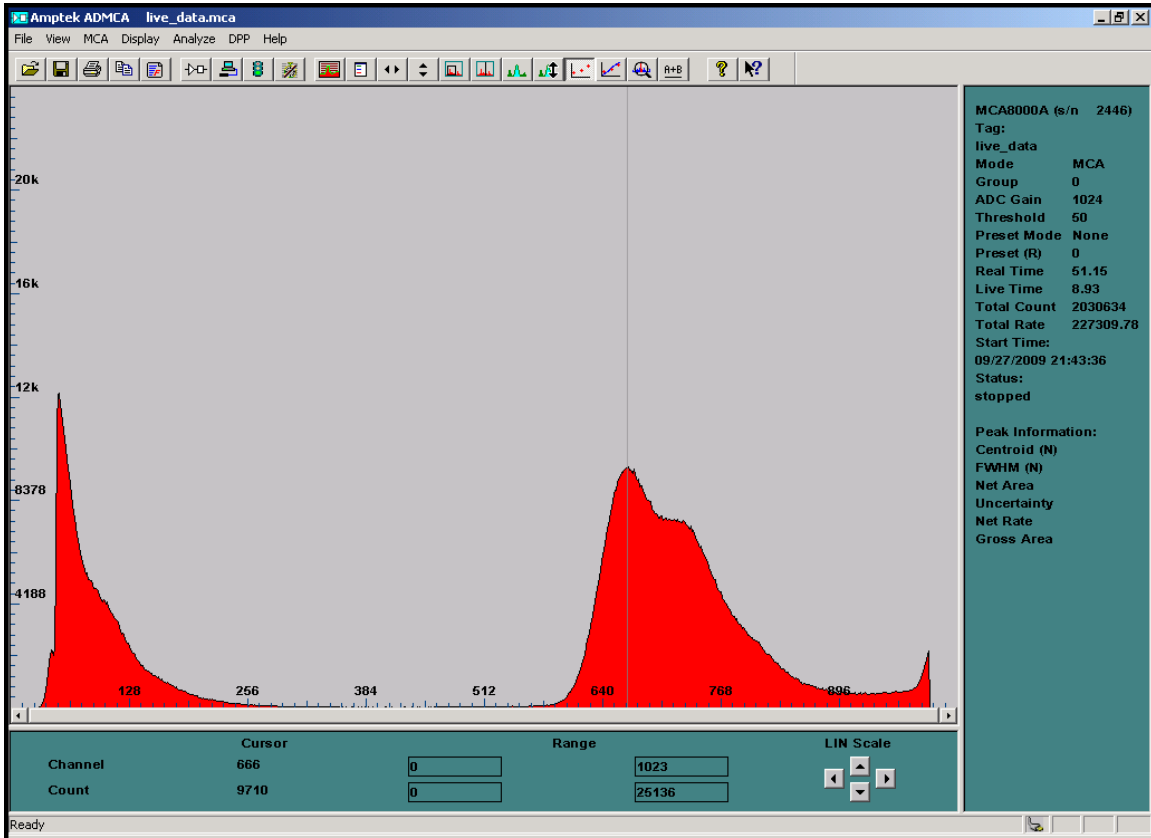 Amptek ADMCA live_data.mca
File View MCA Display Analyze DPP Help
A+B
20k
16k
12k
8378
4188
128 256 384 512 640 768 896
MCA8000A (s/n 2446)
Tag:
live_data
Mode MCA
Group 0
ADC Gain 1024
Threshold 50
Preset Mode None
Preset (R) 0
Real Time 51.15
Live Time 8.93
Total Count 2030634
Total Rate 227309.78
Start Time:
09/27/2009 21:43:36
Status:
stopped
Peak Information:
Centroid (N)
FWHM (N)
Net Area
Uncertainty
Net Rate
Gross Area
Cursor Range LIN Scale
Channel 666 0 1023
Count 9710 0 25136
Ready